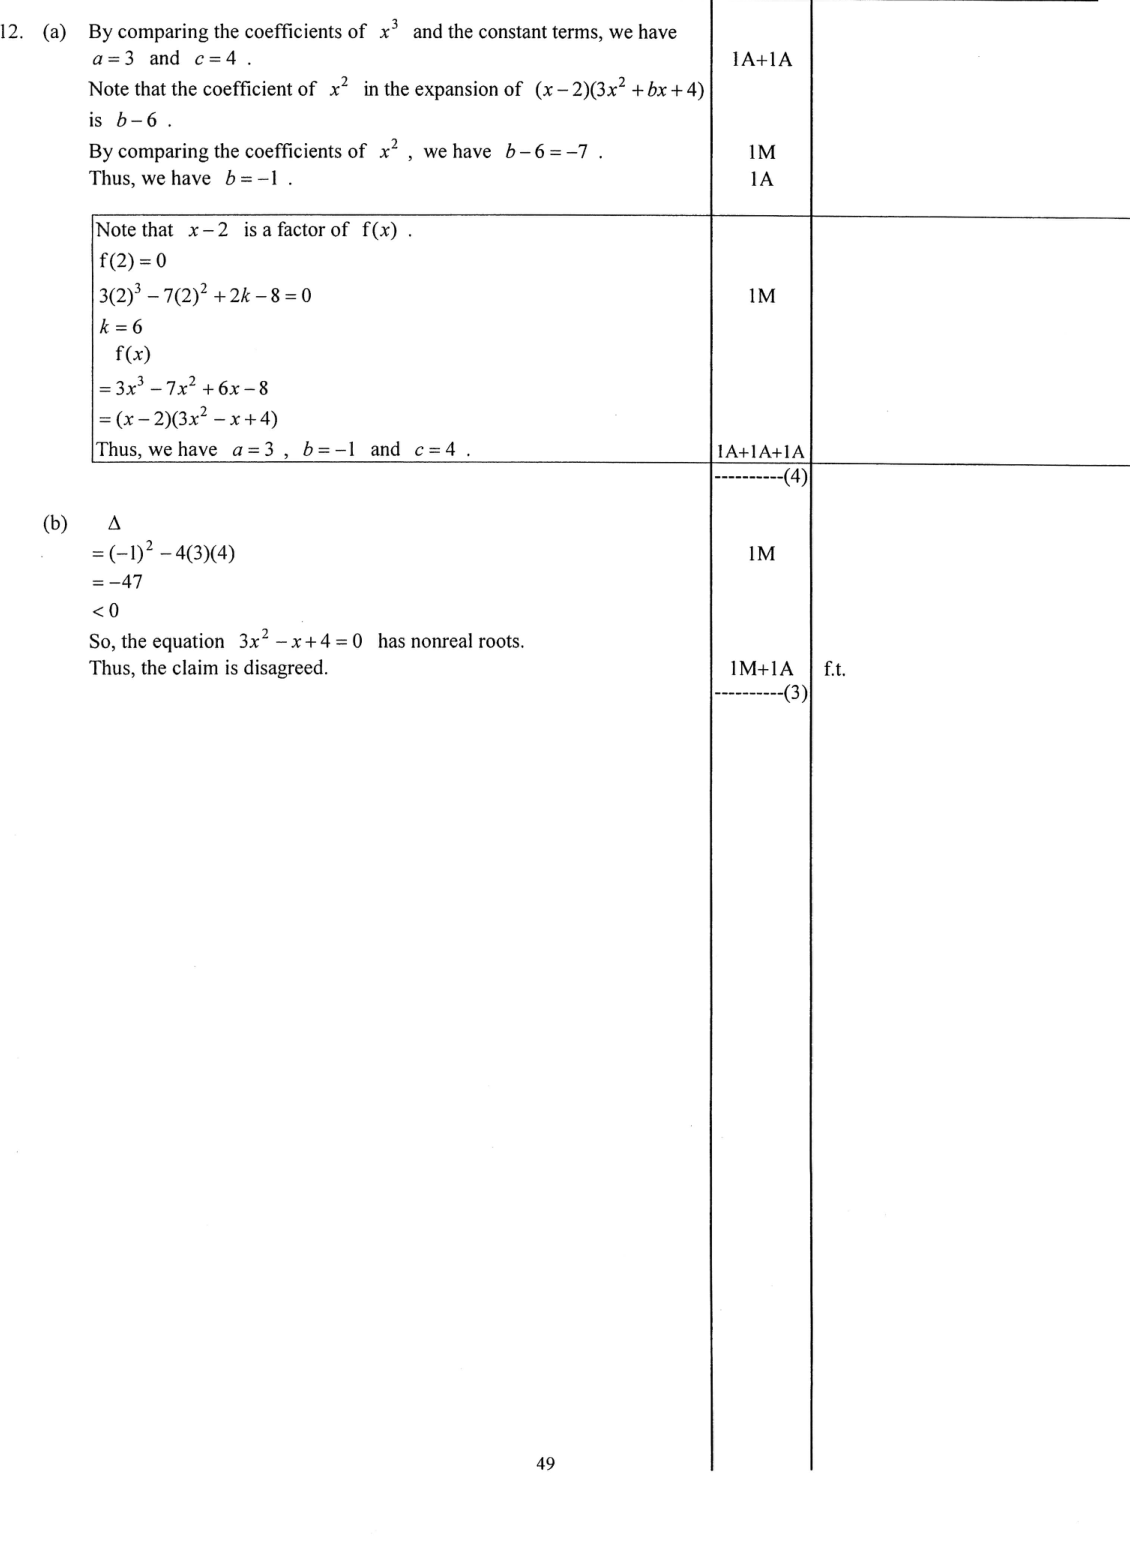 12. (a) By comparing the coefficients of x³ and the constant terms, we have
a = 3 and c = 4 . 1A+1A
Note that the coefficient of x² in the expansion of (x − 2)(3x² + bx + 4)
is b − 6 .
By comparing the coefficients of x² , we have b − 6 = −7 . 1M
Thus, we have b = −1 . 1A
Note that x − 2 is a factor of f(x) .
f(2) = 0
3(2)³ − 7(2)² + 2k − 8 = 0 1M
k = 6
f(x)
= 3x³ − 7x² + 6x − 8
= (x − 2)(3x² − x + 4)
Thus, we have a = 3 , b = −1 and c = 4 . 1A+1A+1A
----------(4)
(b) Δ
= (−1)² − 4(3)(4) 1M
= −47
< 0
So, the equation 3x² − x + 4 = 0 has nonreal roots.
Thus, the claim is disagreed. 1M+1A f.t.
----------(3)
49